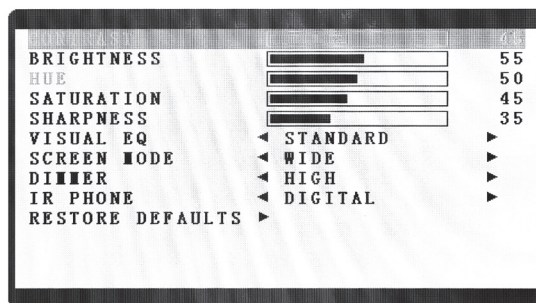 CONTRAST
BRIGHTNESS 55
HUE 50
SATURATION 45
SHARPNESS 35
VISUAL EQ ◀ STANDARD ▶
SCREEN MODE ◀ WIDE ▶
DIMMER ◀ HIGH ▶
IR PHONE ◀ DIGITAL ▶
RESTORE DEFAULTS ▶